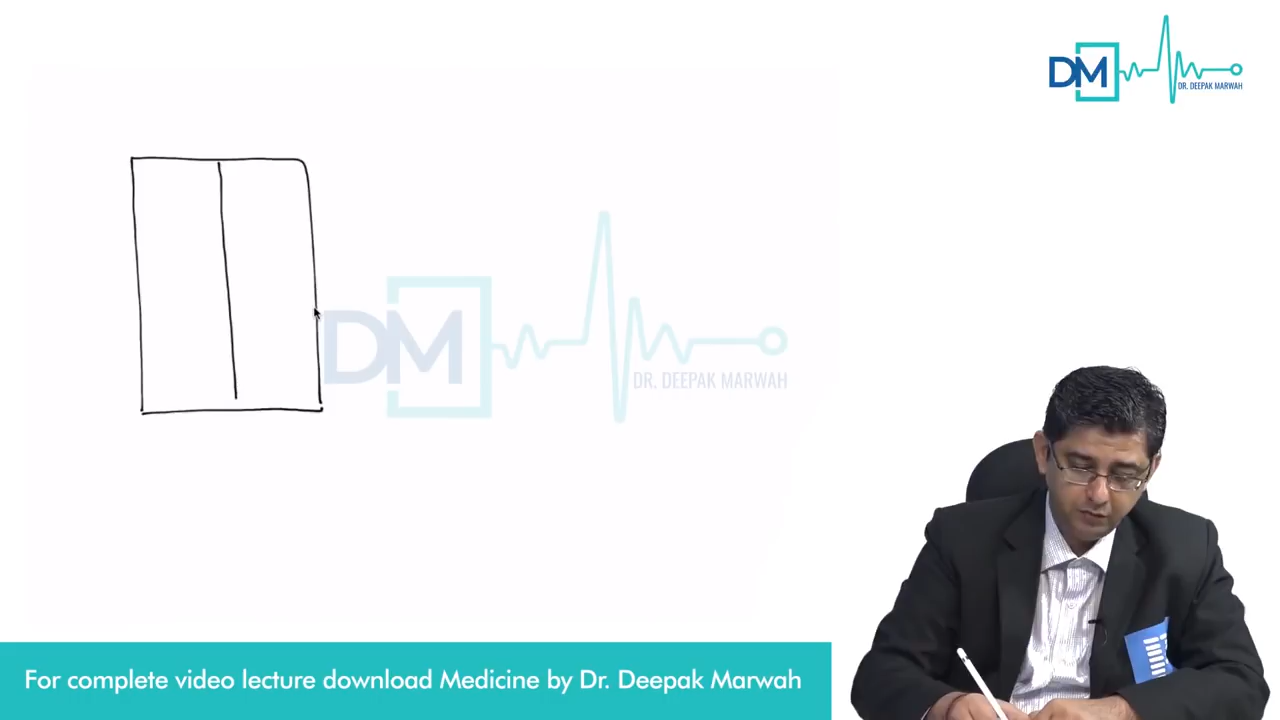 DM
DR. DEEPAK MARWAH
DM
DR. DEEPAK MARWAH
For complete video lecture download Medicine by Dr. Deepak Marwah